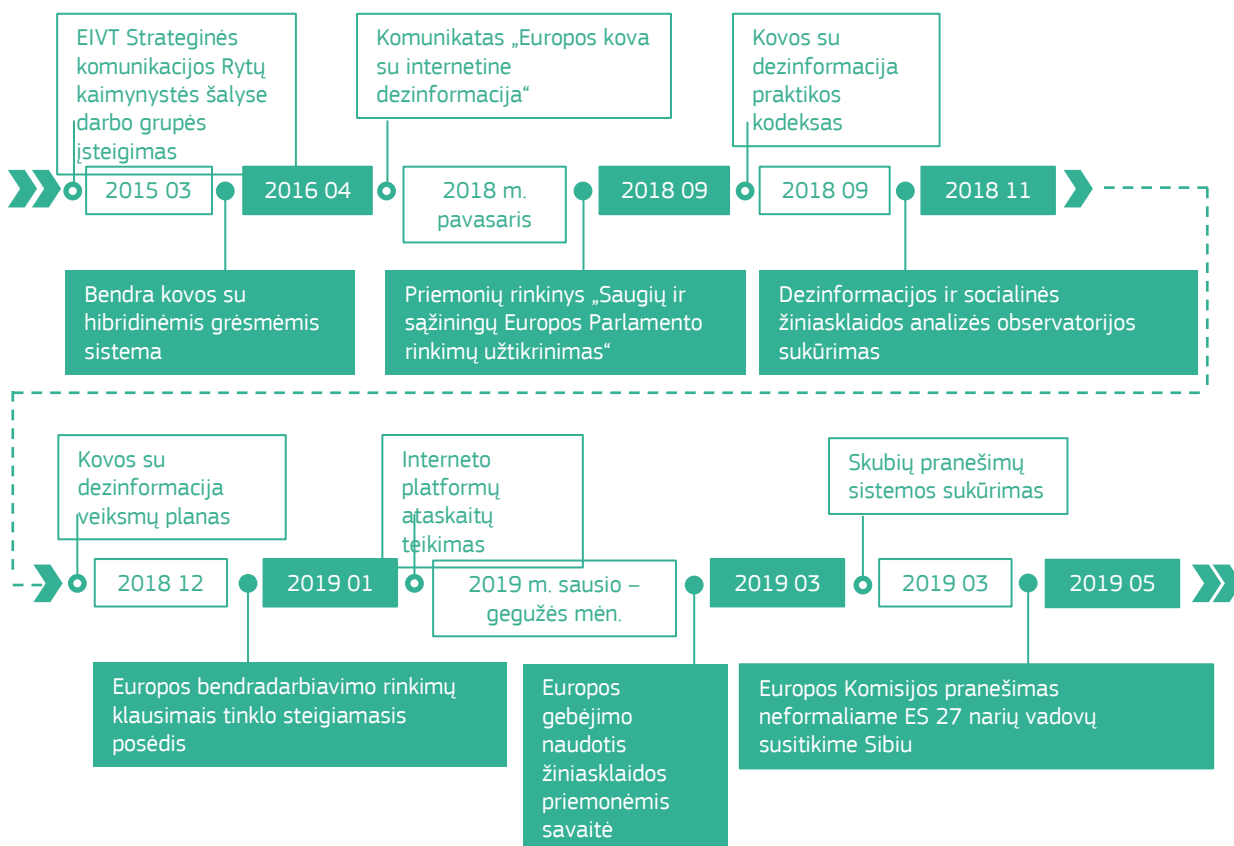 EIVT Strateginės
komunikacijos Rytų
kaimynystės šalyse
darbo grupės
įsteigimas
Komunikatas „Europos kova
su internetine
dezinformacija“
Kovos su
dezinformacija
praktikos
kodeksas
2015 03
2016 04
2018 m.
pavasaris
2018 09
2018 09
2018 11
Bendra kovos su
hibridinėmis grėsmėmis
sistema
Priemonių rinkinys „Saugių ir
sąžiningų Europos Parlamento
rinkimų užtikrinimas“
Dezinformacijos ir socialinės
žiniasklaidos analizės observatorijos
sukūrimas
Kovos su
dezinformacija
veiksmų planas
Interneto
platformų
ataskaitų
teikimas
Skubių pranešimų
sistemos sukūrimas
2018 12
2019 01
2019 m. sausio –
gegužės mėn.
2019 03
2019 03
2019 05
Europos bendradarbiavimo rinkimų
klausimais tinklo steigiamasis
posėdis
Europos
gebėjimo
naudotis
žiniasklaidos
priemonėmis
savaitė
Europos Komisijos pranešimas
neformaliame ES 27 narių vadovų
susitikime Sibiu